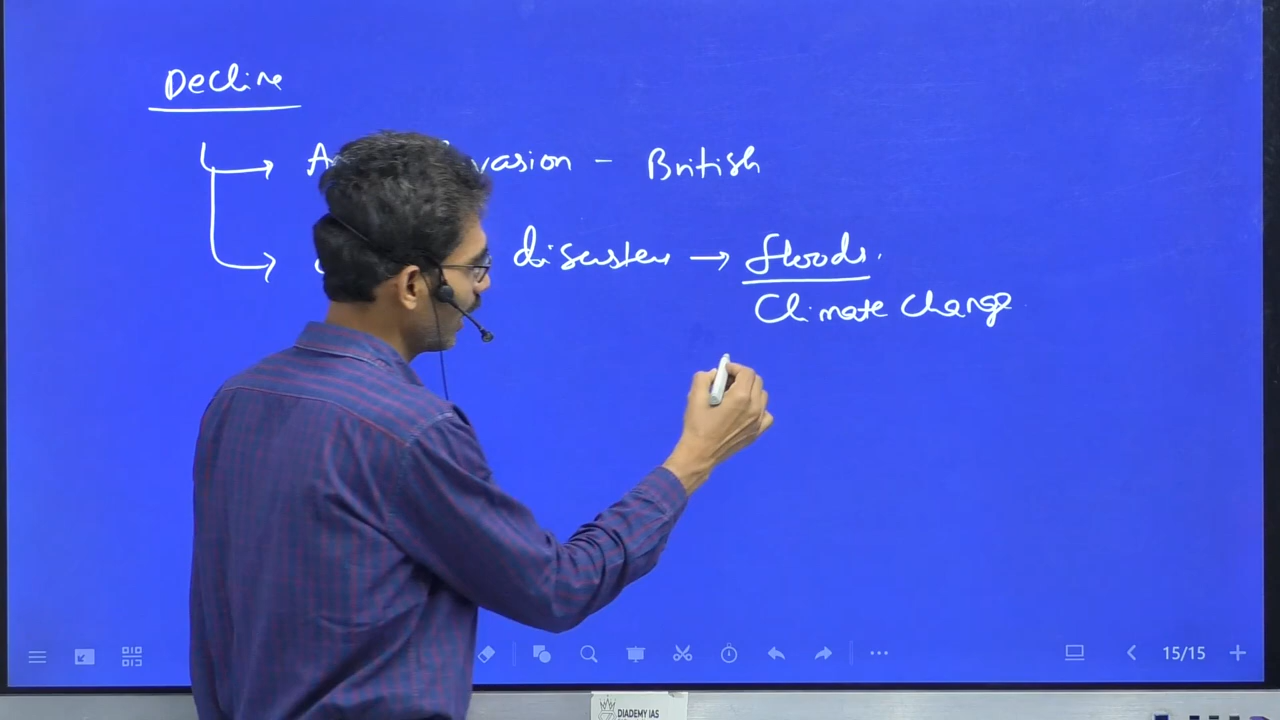 Decline
vasion - British
disaster → floods.
Climate change
15/15
DIADEMY IAS